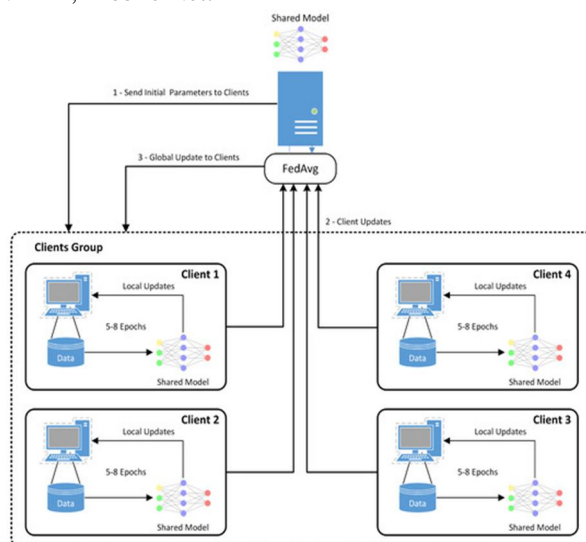 Shared Model
1 - Send Initial Parameters to Clients
3 - Global Update to Clients
FedAvg
2 - Client Updates
Clients Group
Client 1
Local Updates
5-8 Epochs
Data
Shared Model
Client 4
Local Updates
5-8 Epochs
Data
Shared Model
Client 2
Local Updates
5-8 Epochs
Data
Shared Model
Client 3
Local Updates
5-8 Epochs
Data
Shared Model